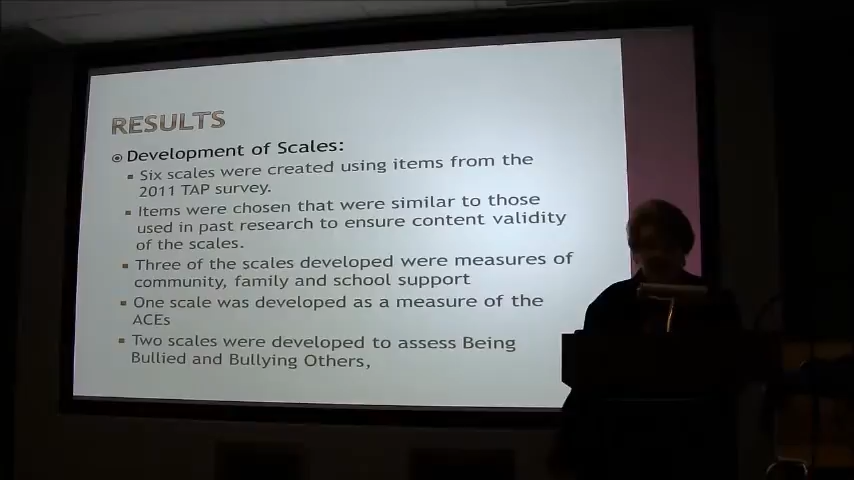 RESULTS
Development of Scales:
Six scales were created using items from the
2011 TAP survey.
Items were chosen that were similar to those
used in past research to ensure content validity
of the scales.
Three of the scales developed were measures of
community, family and school support
One scale was developed as a measure of the
ACEs
Two scales were developed to assess Being
Bullied and Bullying Others,